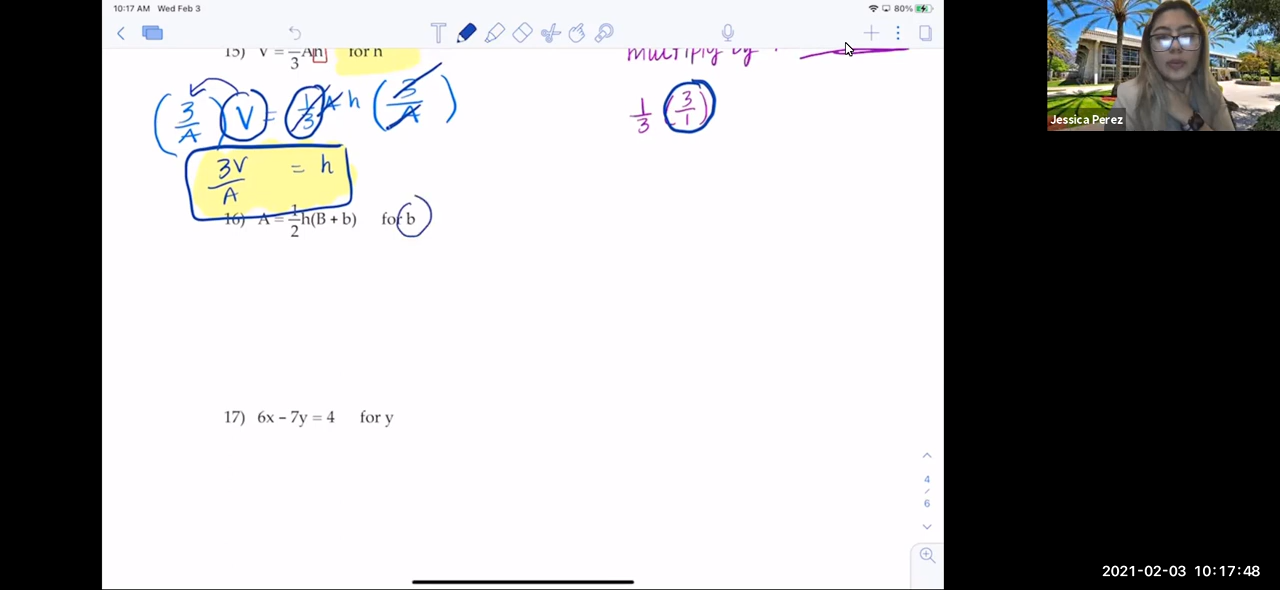 10:17 AM Wed Feb 3
80%
15) V = 1/3 Ah for h
multiply by
(3/A) V = 1/3 A h (3/A)
1/3 (3/1)
Jessica Perez
3V/A = h
16) A = 1/2 h(B + b) for b
17) 6x – 7y = 4 for y
4
/
6
2021-02-03 10:17:48